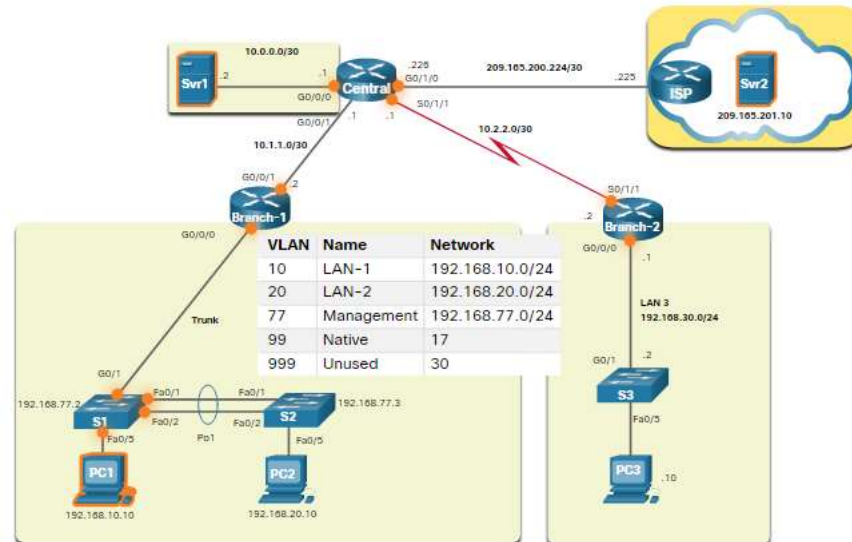 10.0.0.0/30
Svr1
.2
.1
G0/0/0
Central
.226
G0/1/0
209.165.200.224/30
.225
ISP
Svr2
209.165.201.10
S0/1/1
G0/0/1
.1
.1
10.2.2.0/30
10.1.1.0/30
G0/0/1
.2
Branch-1
G0/0/0
S0/1/1
.2
Branch-2
G0/0/0
.1
VLAN Name Network
10 LAN-1 192.168.10.0/24
20 LAN-2 192.168.20.0/24
77 Management 192.168.77.0/24
99 Native 17
999 Unused 30
Trunk
LAN 3
192.168.30.0/24
G0/1
192.168.77.2
S1
Fa0/1
Fa0/2
Po1
Fa0/1
Fa0/2
S2
192.168.77.3
Fa0/5
PC1
192.168.10.10
Fa0/5
PC2
192.168.20.10
G0/1
.2
S3
Fa0/5
PC3
.10